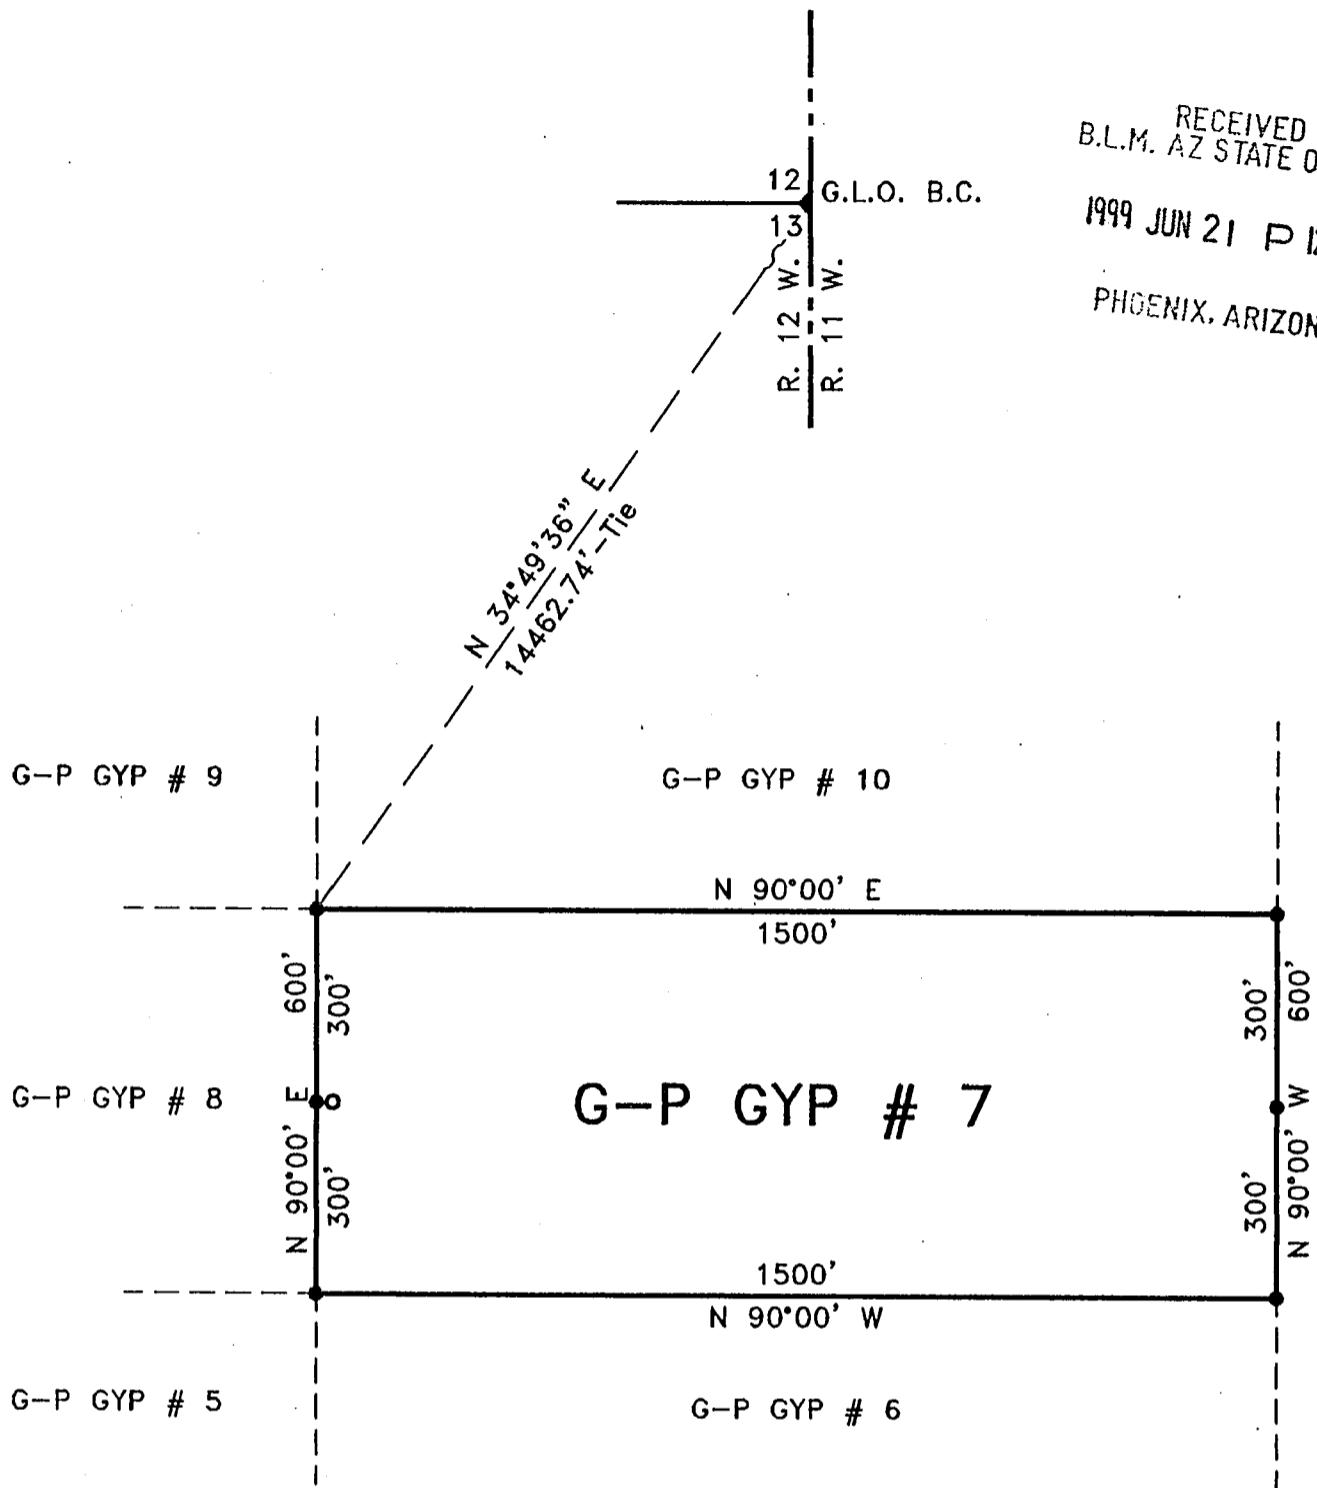 RECEIVED
B.L.M. AZ STATE O
1999 JUN 21 P 12
PHOENIX, ARIZON
12
G.L.O. B.C.
13
R. 12 W.
R. 11 W.
N 34°49'36" E
14462.74'-Tie
G-P GYP # 9
G-P GYP # 10
N 90°00' E
1500'
N 90°00' E 600'
300'
300'
300'
300'
N 90°00' W 600'
G-P GYP # 8
G-P GYP # 7
1500'
N 90°00' W
G-P GYP # 5
G-P GYP # 6